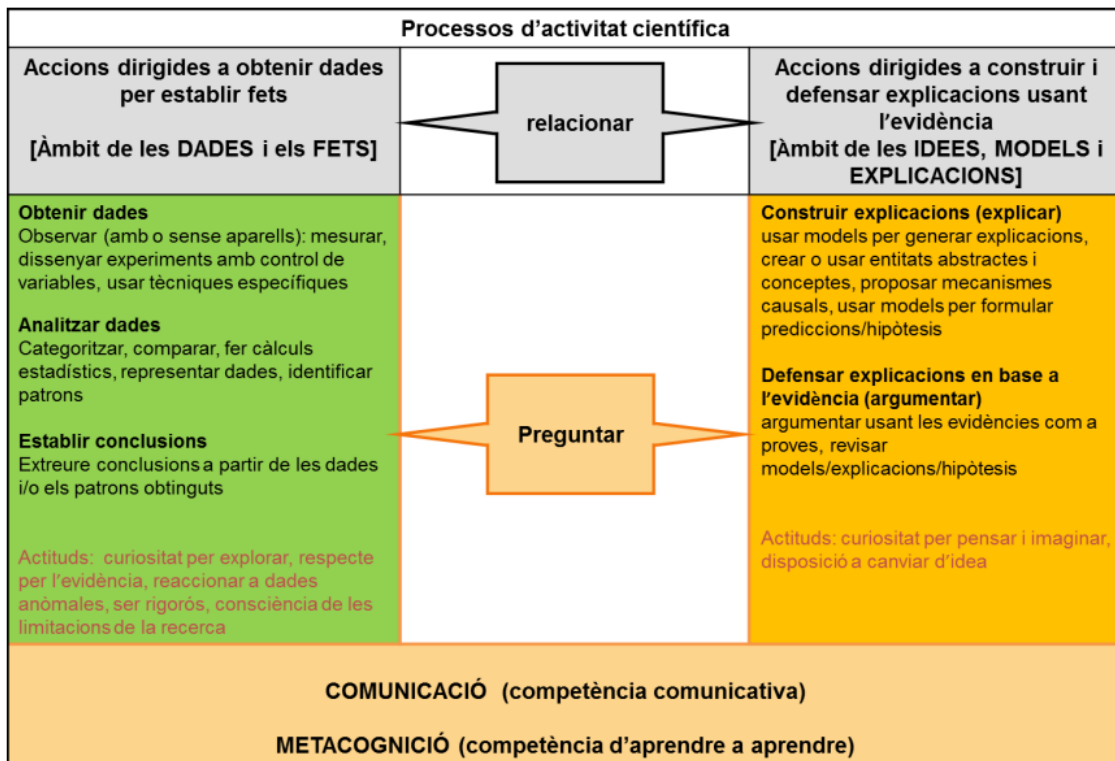 Processos d'activitat científica
Accions dirigides a obtenir dades
per establir fets
[Àmbit de les DADES i els FETS]
relacionar
Accions dirigides a construir i
defensar explicacions usant
l'evidència
[Àmbit de les IDEES, MODELS i
EXPLICACIONS]
Obtenir dades
Observar (amb o sense aparells): mesurar,
dissenyar experiments amb control de
variables, usar tècniques específiques
Analitzar dades
Categoritzar, comparar, fer càlculs
estadístics, representar dades, identificar
patrons
Establir conclusions
Extreure conclusions a partir de les dades
i/o els patrons obtinguts
Actituds: curiositat per explorar, respecte
per l'evidència, reaccionar a dades
anòmales, ser rigorós, consciència de les
limitacions de la recerca
Preguntar
Construir explicacions (explicar)
usar models per generar explicacions,
crear o usar entitats abstractes i
conceptes, proposar mecanismes
causals, usar models per formular
prediccions/hipòtesis
Defensar explicacions en base a
l'evidència (argumentar)
argumentar usant les evidències com a
proves, revisar
models/explicacions/hipòtesis
Actituds: curiositat per pensar i imaginar,
disposició a canviar d'idea
COMUNICACIÓ (competència comunicativa)
METACOGNICIÓ (competència d'aprendre a aprendre)